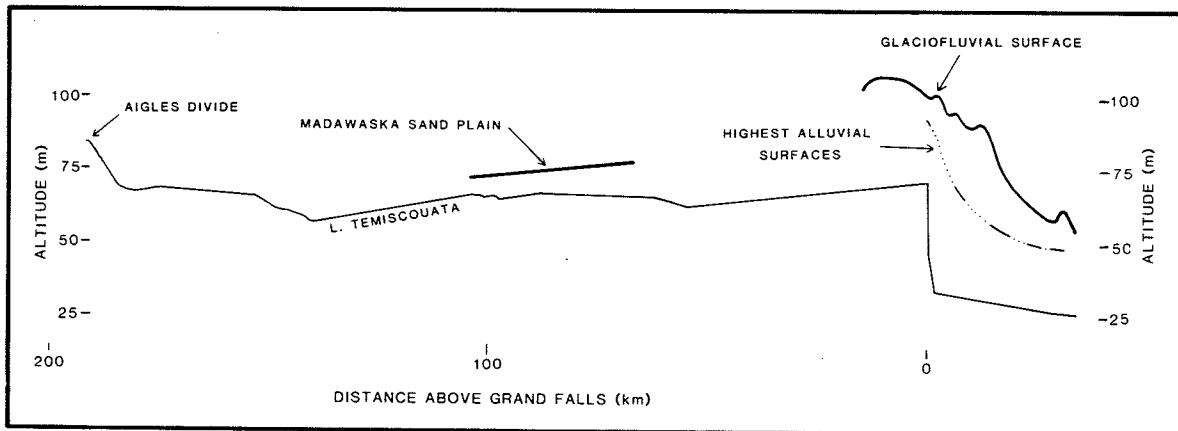 GLACIOFLUVIAL SURFACE
100
AIGLES DIVIDE
-100
MADAWASKA SAND PLAIN
HIGHEST ALLUVIAL
SURFACES
75
-75
ALTITUDE (m)
L. TEMISCOUATA
ALTITUDE (m)
50
-50
25
-25
200
100
0
DISTANCE ABOVE GRAND FALLS (km)